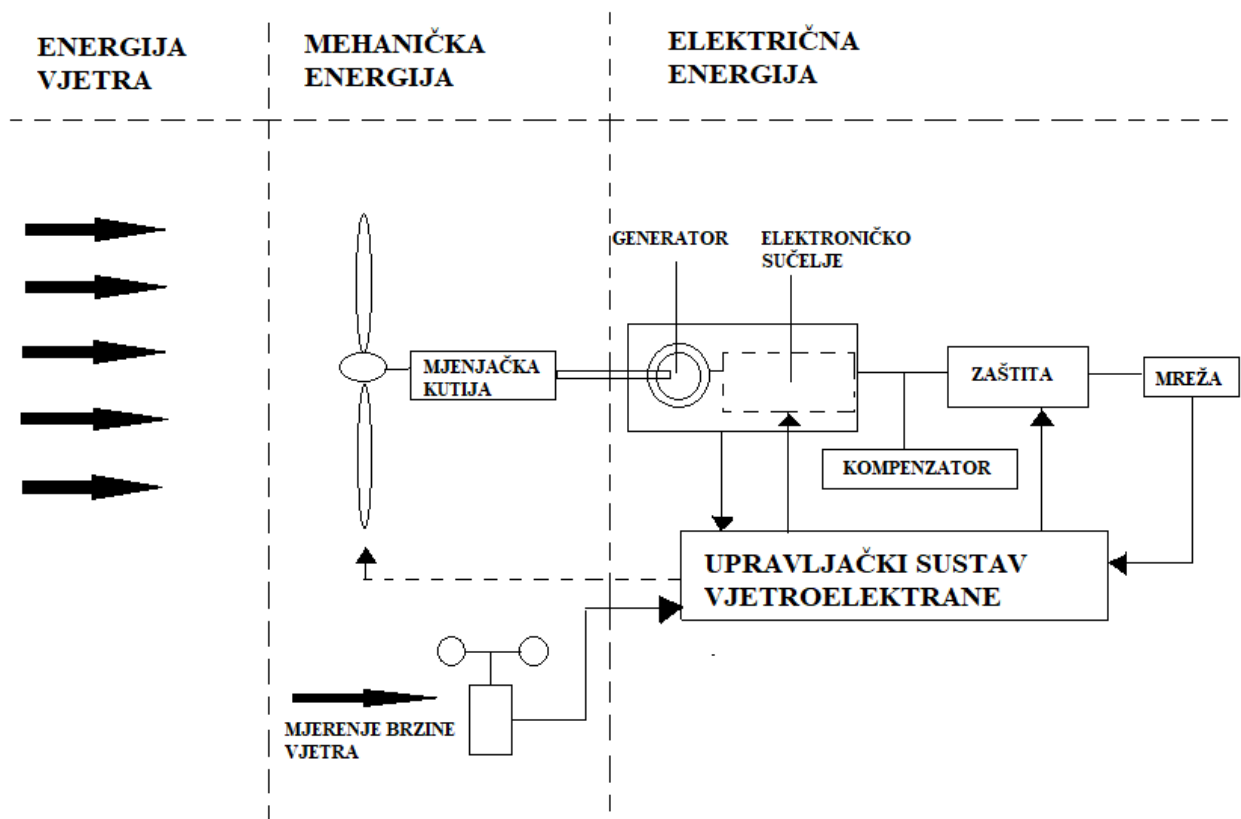 ENERGIJA
VJETRA
MEHANIČKA
ENERGIJA
ELEKTRIČNA
ENERGIJA
GENERATOR
ELEKTRONIČKO
SUČELJE
MJENJAČKA
KUTIJA
ZAŠTITA
MREŽA
KOMPENZATOR
UPRAVLJAČKI SUSTAV
VJETROELEKTRANE
MJERENJE BRZINE
VJETRA